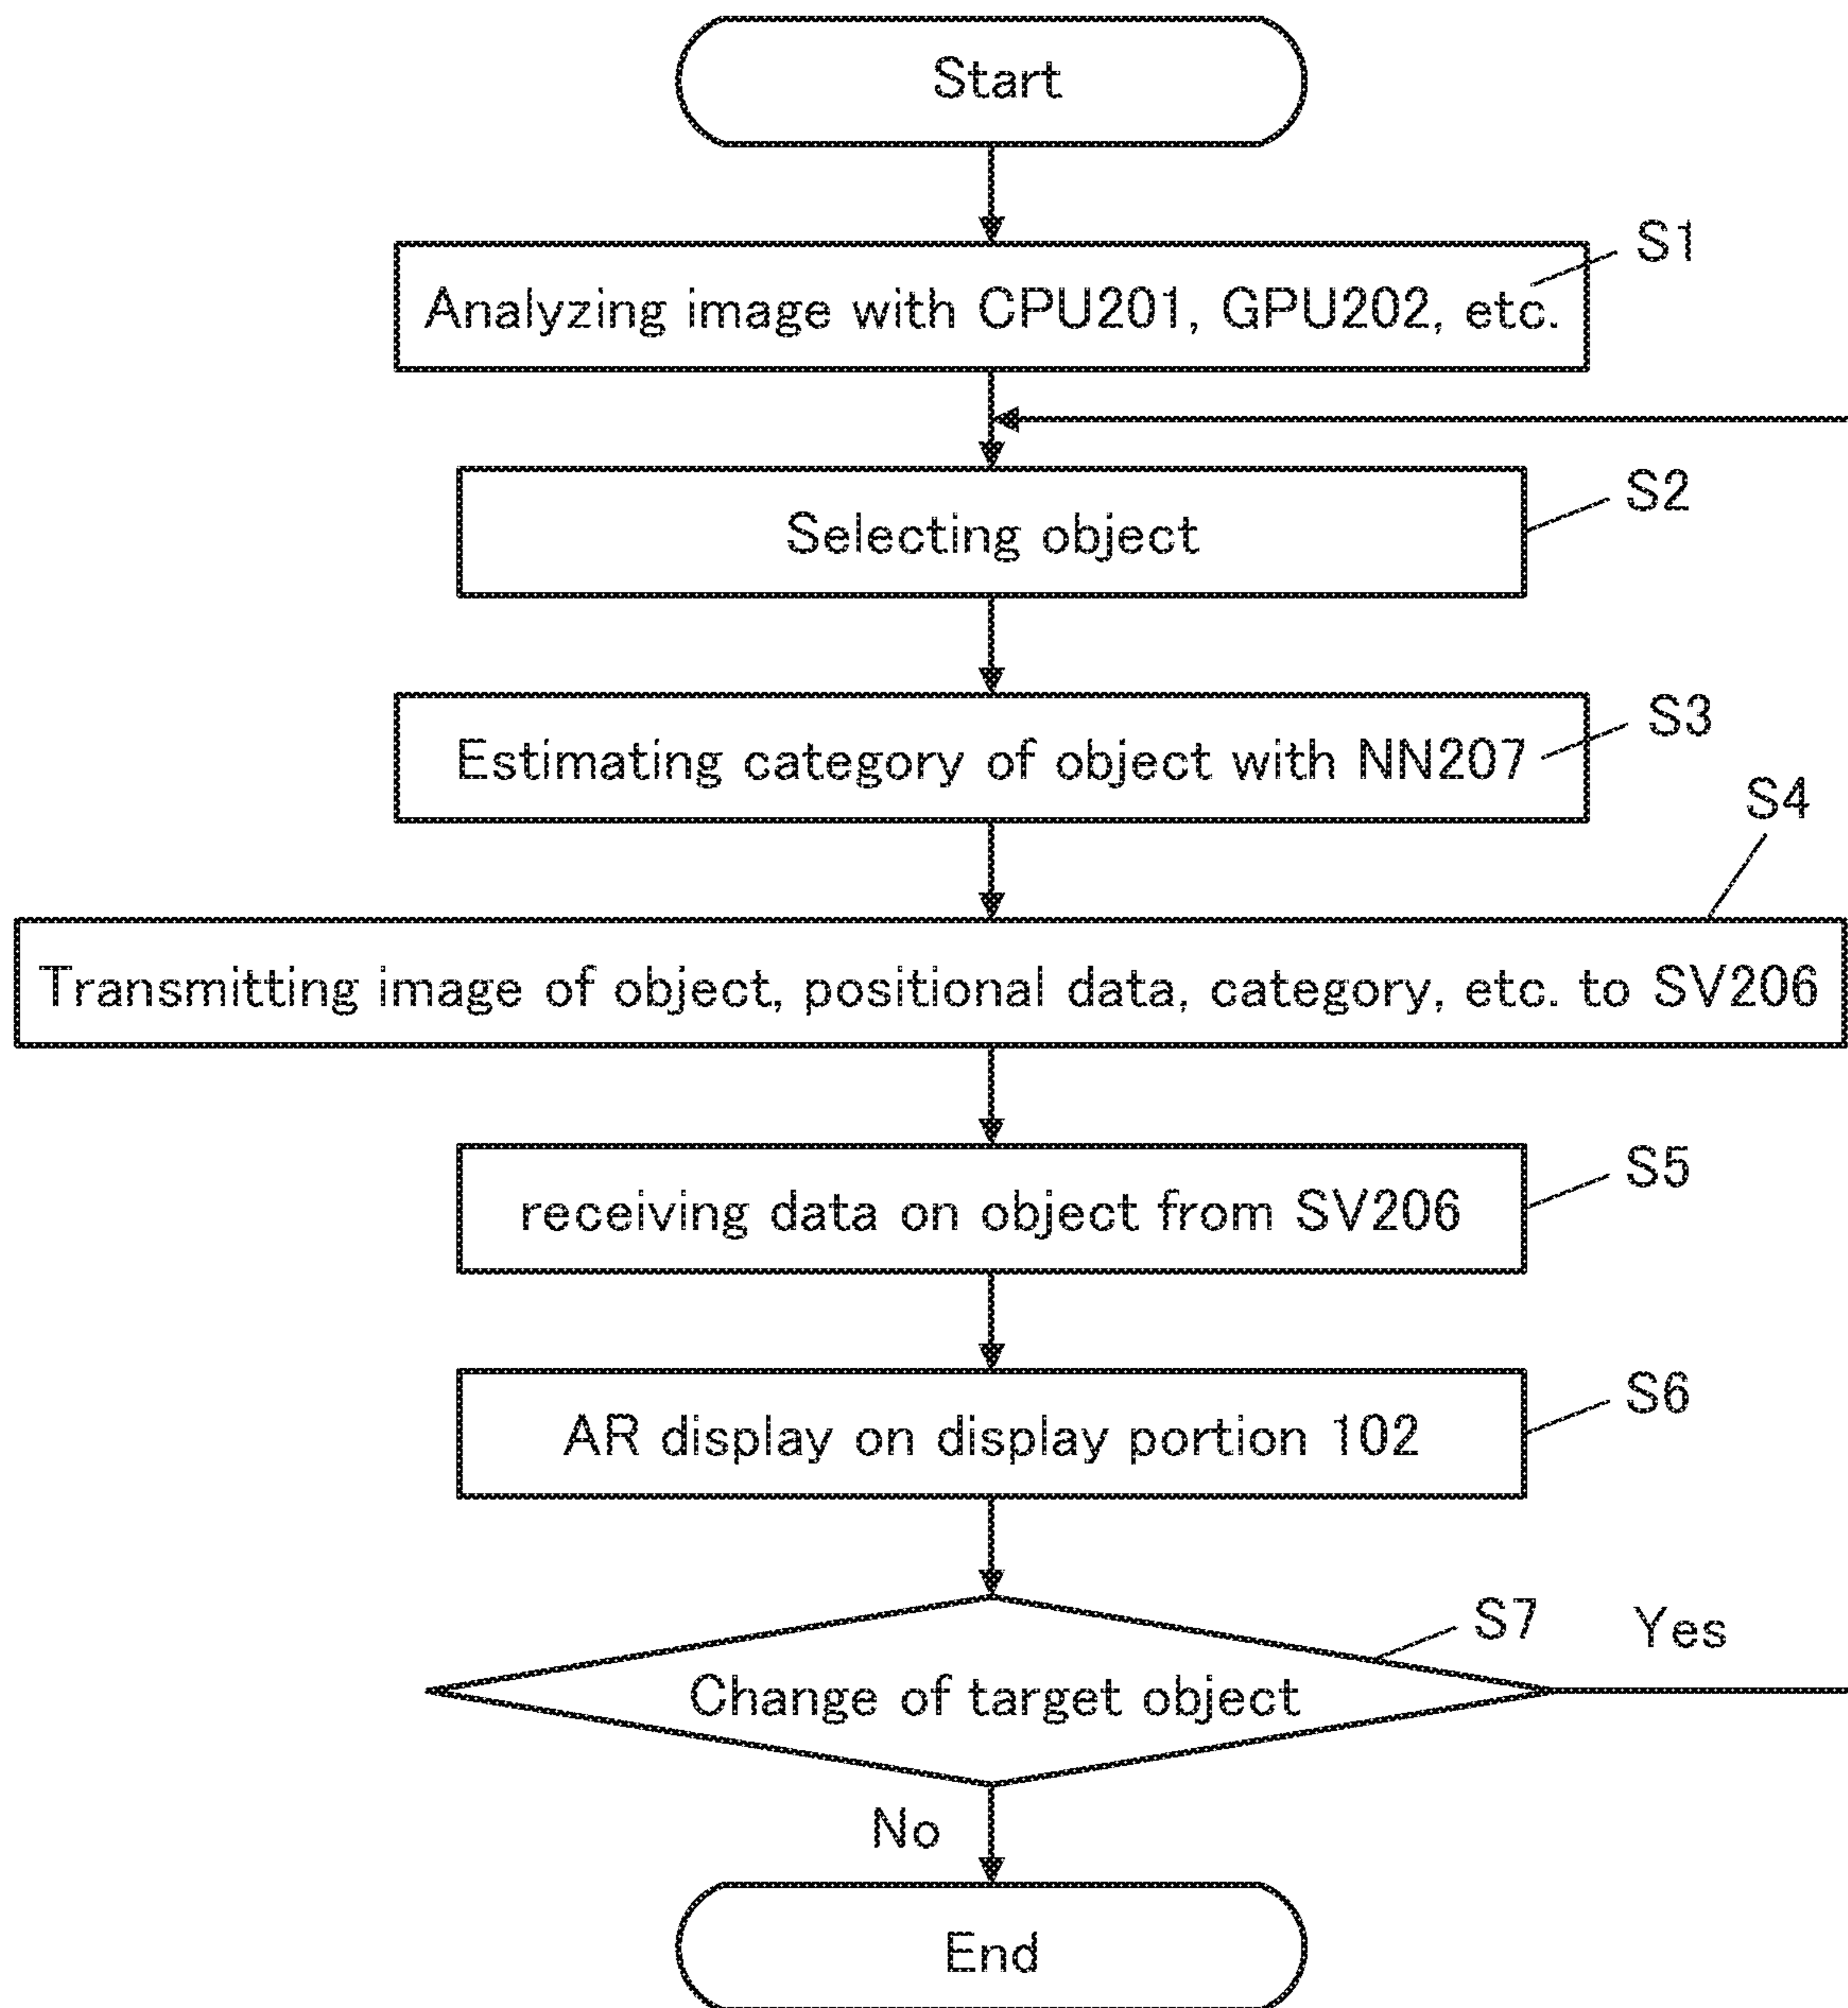 Start
S1
Analyzing image with CPU201, GPU202, etc.
S2
Selecting object
S3
Estimating category of object with NN207
S4
Transmitting image of object, positional data, category, etc. to SV206
S5
receiving data on object from SV206
S6
AR display on display portion 102
S7
Yes
Change of target object
No
End